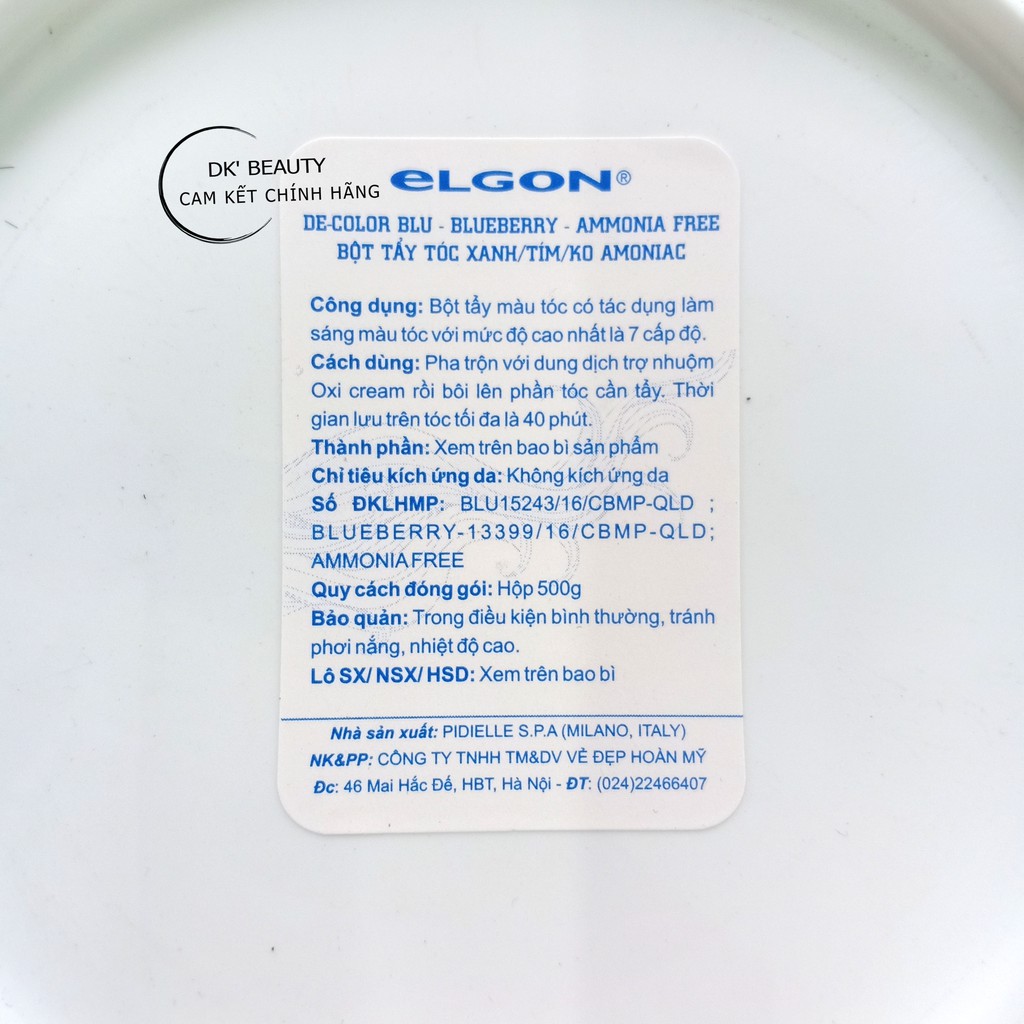 DK' BEAUTY
CAM KẾT CHÍNH HÃNG
eLGON®
DE-COLOR BLU - BLUEBERRY - AMMONIA FREE
BỘT TẨY TÓC XANH/TÍM/KO AMONIAC
Công dụng: Bột tẩy màu tóc có tác dụng làm
sáng màu tóc với mức độ cao nhất là 7 cấp độ.
Cách dùng: Pha trộn với dung dịch trợ nhuộm
Oxi cream rồi bôi lên phần tóc cần tẩy. Thời
gian lưu trên tóc tối đa là 40 phút.
Thành phần: Xem trên bao bì sản phẩm
Chỉ tiêu kích ứng da: Không kích ứng da
Số ĐKLHMP: BLU15243/16/CBMP-QLD ;
BLUEBERRY-13399/16/CBMP-QLD;
AMMONIA FREE
Quy cách đóng gói: Hộp 500g
Bảo quản: Trong điều kiện bình thường, tránh
phơi nắng, nhiệt độ cao.
Lô SX/ NSX/ HSD: Xem trên bao bì
Nhà sản xuất: PIDIELLE S.P.A (MILANO, ITALY)
NK&PP: CÔNG TY TNHH TM&DV VẺ ĐẸP HOÀN MỸ
Đc: 46 Mai Hắc Đế, HBT, Hà Nội - ĐT: (024)22466407